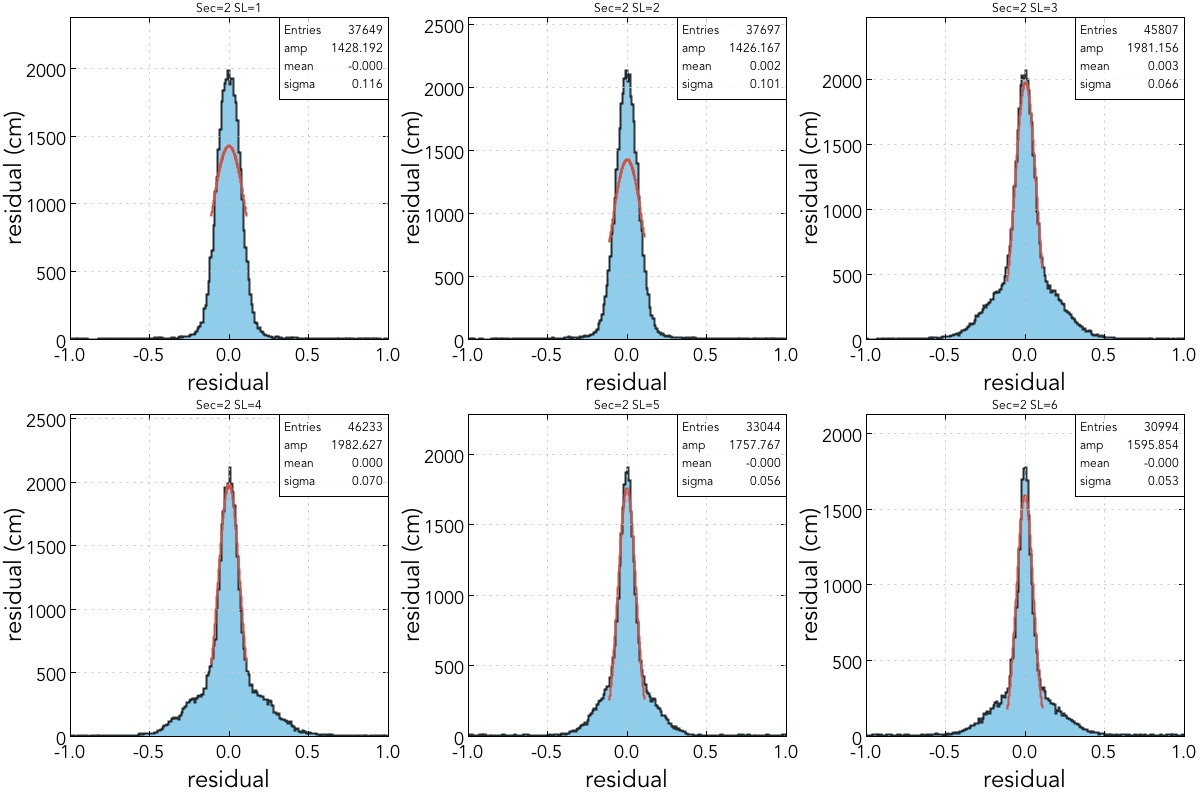 Sec=2 SL=1
Entries 37649
amp 1428.192
mean -0.000
sigma 0.116
residual (cm)
2000
1500
1000
500
0
-1.0 -0.5 0.0 0.5 1.0
residual
Sec=2 SL=2
Entries 37697
amp 1426.167
mean 0.002
sigma 0.101
residual (cm)
2500
2000
1500
1000
500
0
-1.0 -0.5 0.0 0.5 1.0
residual
Sec=2 SL=3
Entries 45807
amp 1981.156
mean 0.003
sigma 0.066
residual (cm)
2000
1500
1000
500
0
-1.0 -0.5 0.0 0.5 1.0
residual
Sec=2 SL=4
Entries 46233
amp 1982.627
mean 0.000
sigma 0.070
residual (cm)
2500
2000
1500
1000
500
0
-1.0 -0.5 0.0 0.5 1.0
residual
Sec=2 SL=5
Entries 33044
amp 1757.767
mean -0.000
sigma 0.056
residual (cm)
2000
1500
1000
500
0
-1.0 -0.5 0.0 0.5 1.0
residual
Sec=2 SL=6
Entries 30994
amp 1595.854
mean -0.000
sigma 0.053
residual (cm)
2000
1500
1000
500
0
-1.0 -0.5 0.0 0.5 1.0
residual